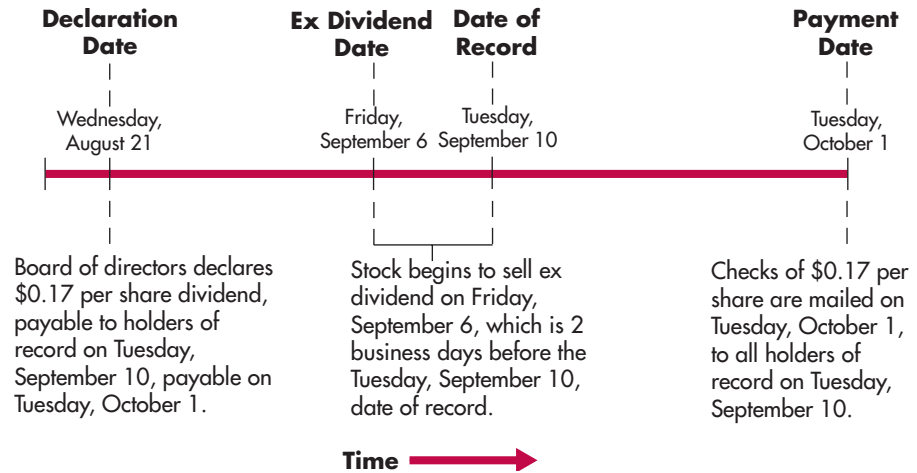 Declaration
Date
Ex Dividend
Date
Date of
Record
Payment
Date
Wednesday,
August 21
Friday,
September 6
Tuesday,
September 10
Tuesday,
October 1
Board of directors declares
$0.17 per share dividend,
payable to holders of
record on Tuesday,
September 10, payable on
Tuesday, October 1.
Stock begins to sell ex
dividend on Friday,
September 6, which is 2
business days before the
Tuesday, September 10,
date of record.
Checks of $0.17 per
share are mailed on
Tuesday, October 1,
to all holders of
record on Tuesday,
September 10.
Time